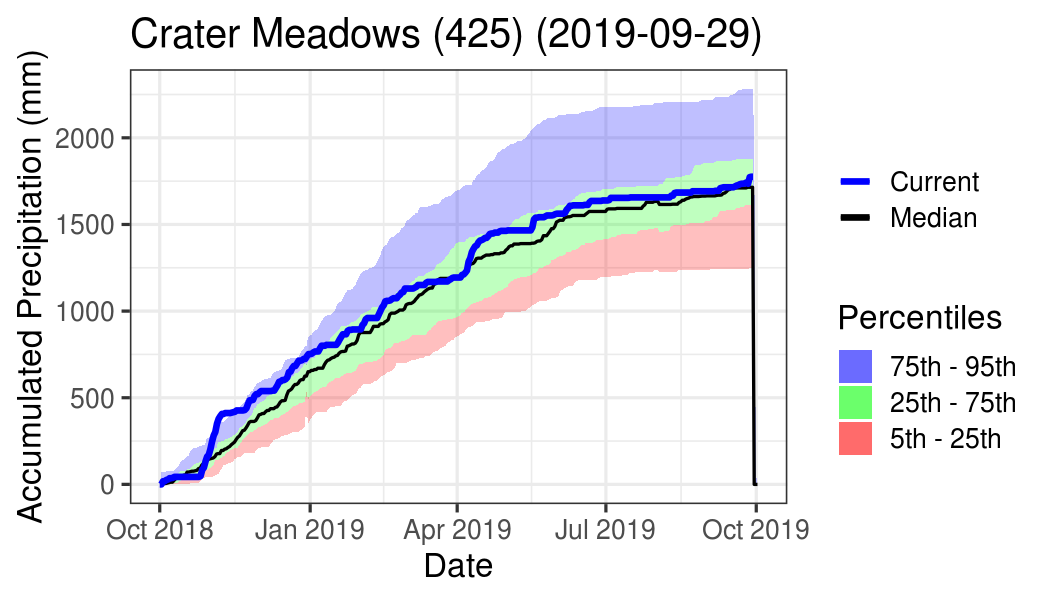 Crater Meadows (425) (2019-09-29)
Accumulated Precipitation (mm)
2000
1500
1000
500
0
Oct 2018
Jan 2019
Apr 2019
Jul 2019
Oct 2019
Date
Current
Median
Percentiles
75th - 95th
25th - 75th
5th - 25th